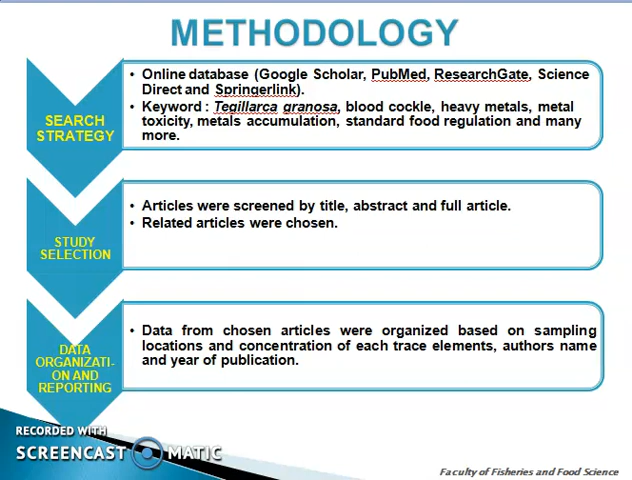 METHODOLOGY
SEARCH
STRATEGY
• Online database (Google Scholar, PubMed, ResearchGate, Science
Direct and Springerlink).
• Keyword : Tegillarca granosa, blood cockle, heavy metals, metal
toxicity, metals accumulation, standard food regulation and many
more.
STUDY
SELECTION
• Articles were screened by title, abstract and full article.
• Related articles were chosen.
DATA
ORGANIZATI-
ON AND
REPORTING
• Data from chosen articles were organized based on sampling
locations and concentration of each trace elements, authors name
and year of publication.
RECORDED WITH
SCREENCAST MATIC
Faculty of Fisheries and Food Science